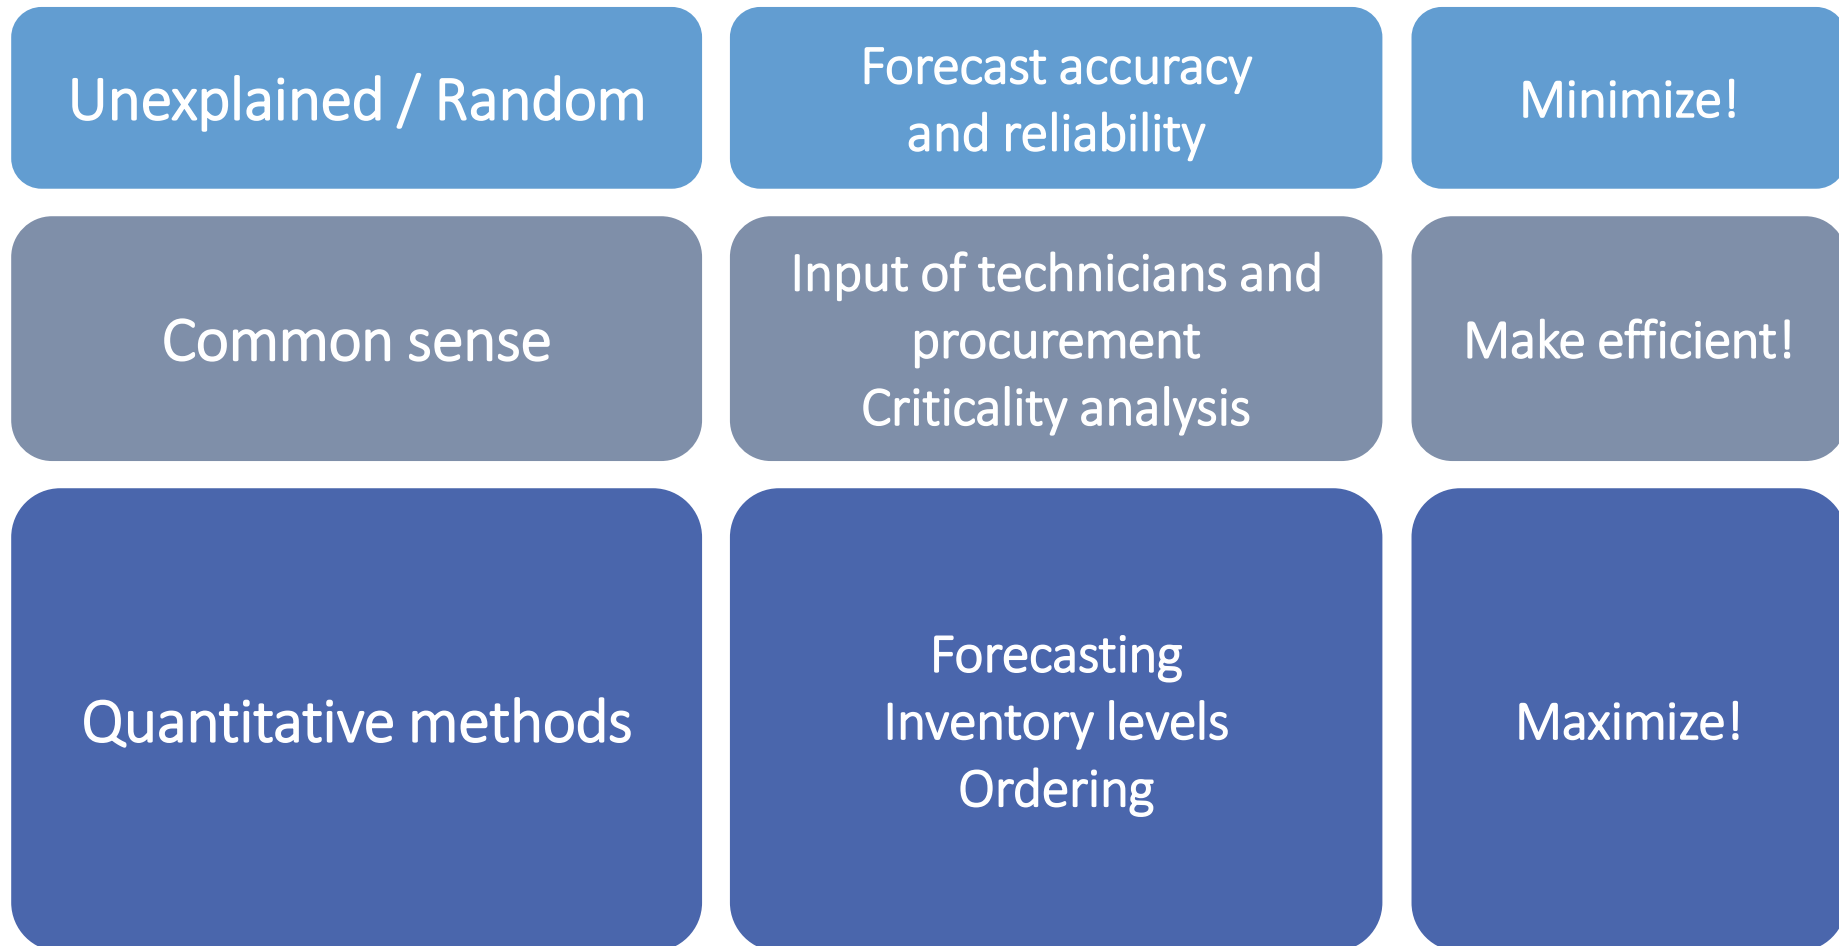 Unexplained / Random
Forecast accuracy
and reliability
Minimize!
Common sense
Input of technicians and
procurement
Criticality analysis
Make efficient!
Quantitative methods
Forecasting
Inventory levels
Ordering
Maximize!